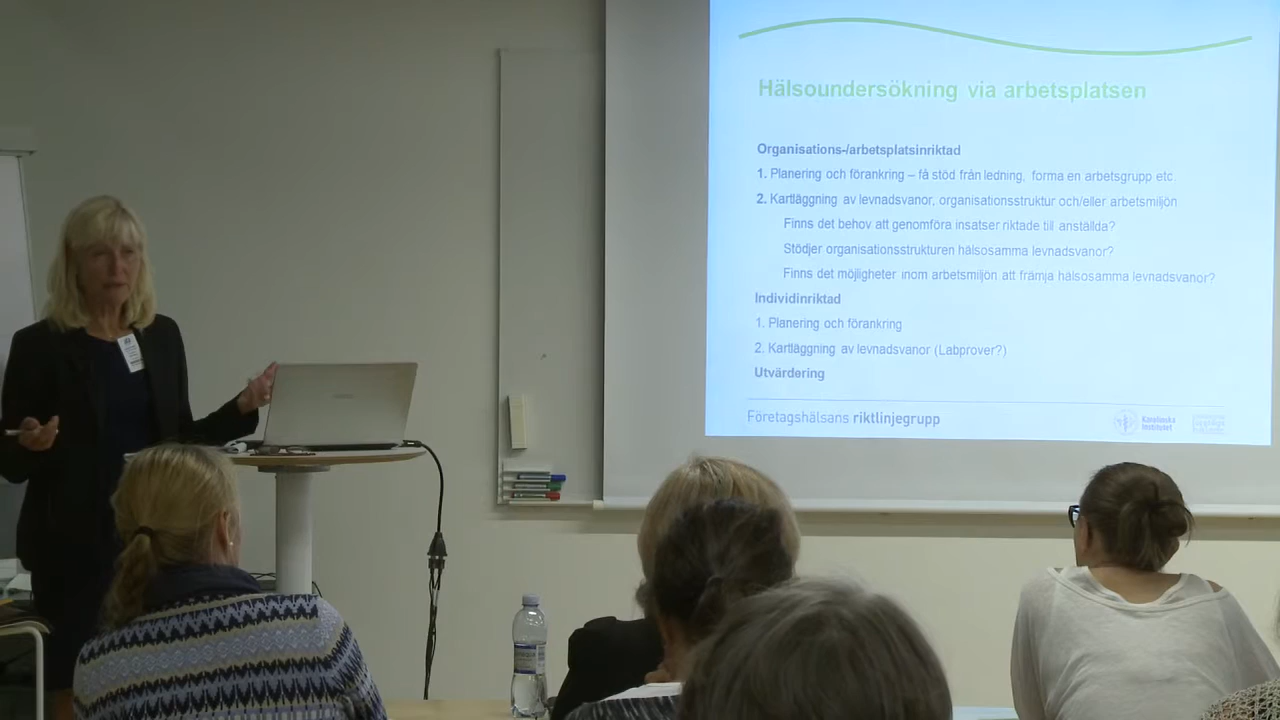 Hälsoundersökning via arbetsplatsen
Organisations-/arbetsplatsinriktad
1. Planering och förankring – få stöd från ledning, forma en arbetsgrupp etc.
2. Kartläggning av levnadsvanor, organisationsstruktur och/eller arbetsmiljön
Finns det behov att genomföra insatser riktade till anställda?
Stödjer organisationsstrukturen hälsosamma levnadsvanor?
Finns det möjligheter inom arbetsmiljön att främja hälsosamma levnadsvanor?
Individinriktad
1. Planering och förankring
2. Kartläggning av levnadsvanor (Labprover?)
Utvärdering
Företagshälsans riktlinjegrupp
Karolinska
Institutet